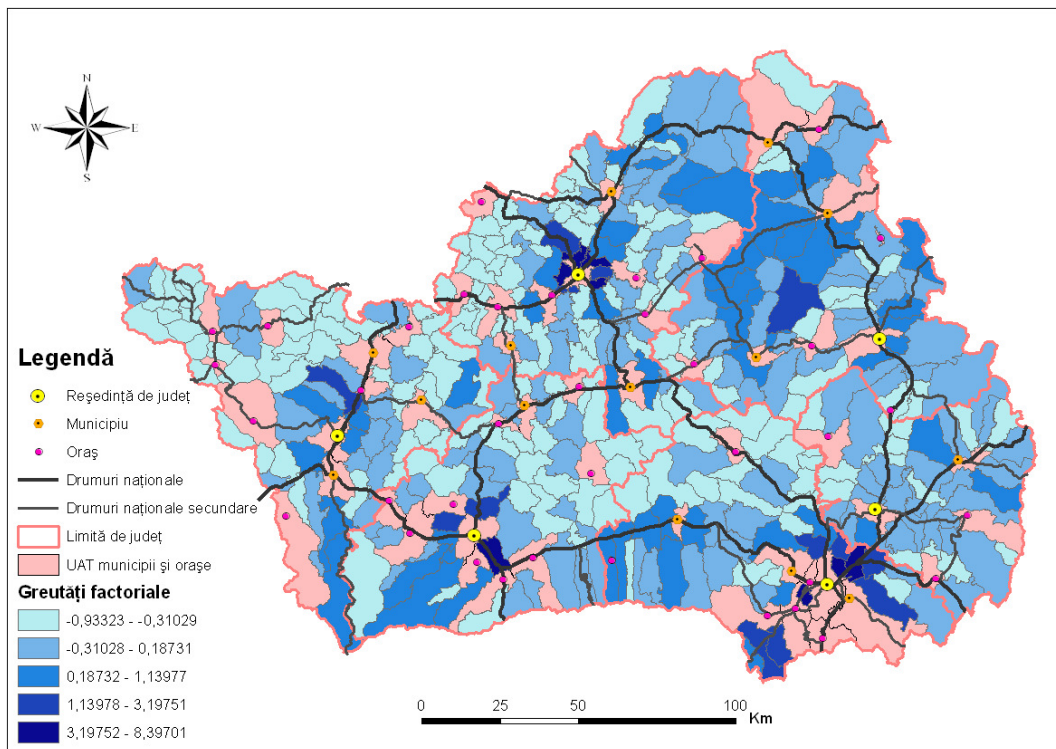 N
W
E
S
Legendă
Reşedinţă de judeţ
Municipiu
Oraş
Drumuri naţionale
Drumuri naţionale secundare
Limită de judeţ
UAT municipii şi oraşe
Greutăţi factoriale
-0,93323 - -0,31029
-0,31028 - 0,18731
0,18732 - 1,13977
1,13978 - 3,19751
3,19752 - 8,39701
0 25 50 100
Km